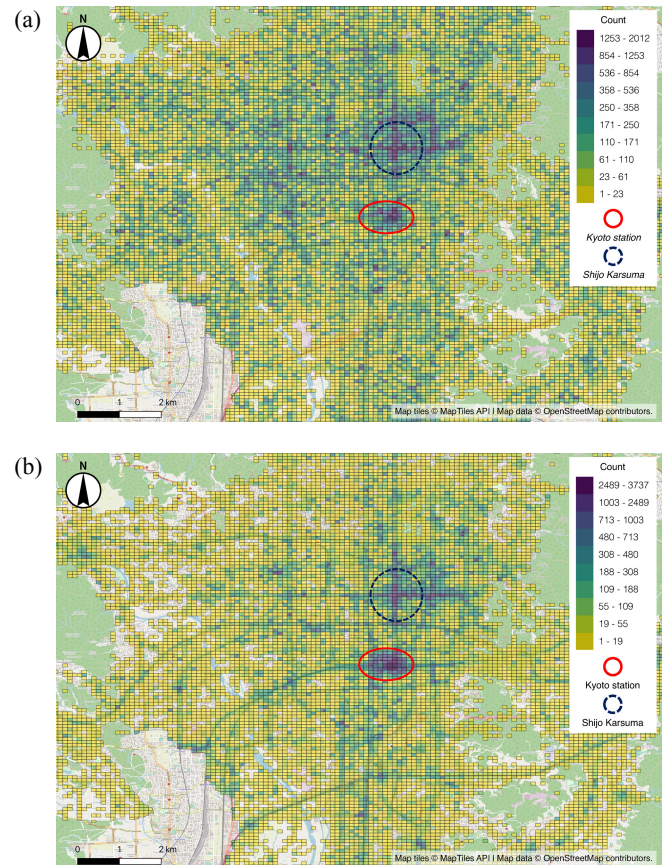 (a)
N
Count
1253 - 2012
854 - 1253
536 - 854
358 - 536
250 - 358
171 - 250
110 - 171
61 - 110
23 - 61
1 - 23
Kyoto station
Shijo Karsuma
0 1 2 km
Map tiles © MapTiles API I Map data © OpenStreetMap contributors.
(b)
N
Count
2489 - 3737
1003 - 2489
713 - 1003
480 - 713
308 - 480
188 - 308
109 - 188
55 - 109
19 - 55
1 - 19
Kyoto station
Shijo Karsuma
0 1 2 km
Map tiles © MapTiles API I Map data © OpenStreetMap contributors.